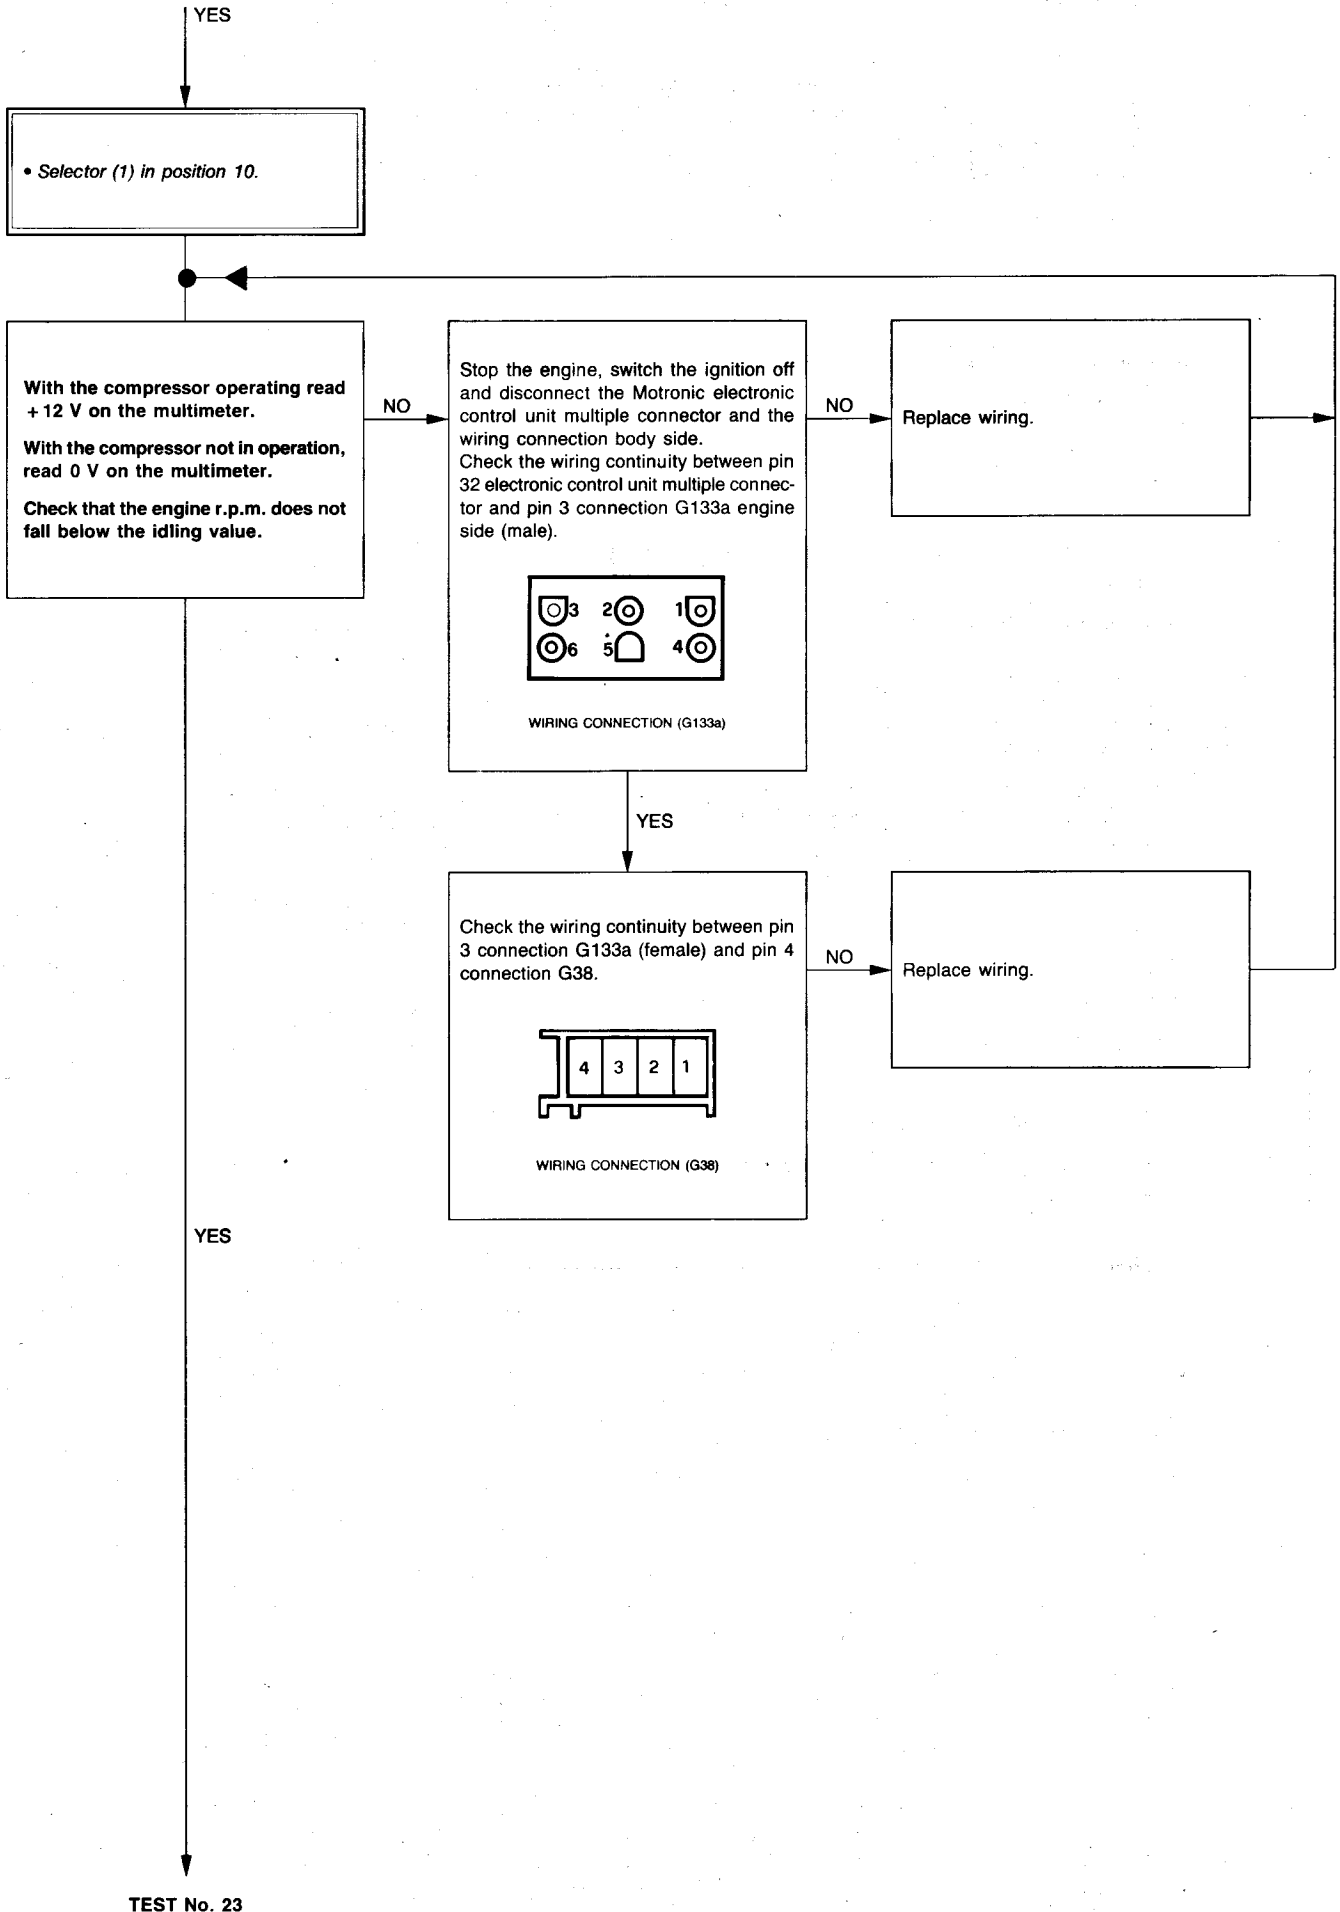 YES
• Selector (1) in position 10.
With the compressor operating read
+ 12 V on the multimeter.
With the compressor not in operation,
read 0 V on the multimeter.
Check that the engine r.p.m. does not
fall below the idling value.
NO
Stop the engine, switch the ignition off
and disconnect the Motronic electronic
control unit multiple connector and the
wiring connection body side.
Check the wiring continuity between pin
32 electronic control unit multiple connec-
tor and pin 3 connection G133a engine
side (male).
3 2 1
6 5 4
WIRING CONNECTION (G133a)
NO
Replace wiring.
YES
Check the wiring continuity between pin
3 connection G133a (female) and pin 4
connection G38.
4 3 2 1
WIRING CONNECTION (G38)
NO
Replace wiring.
YES
TEST No. 23